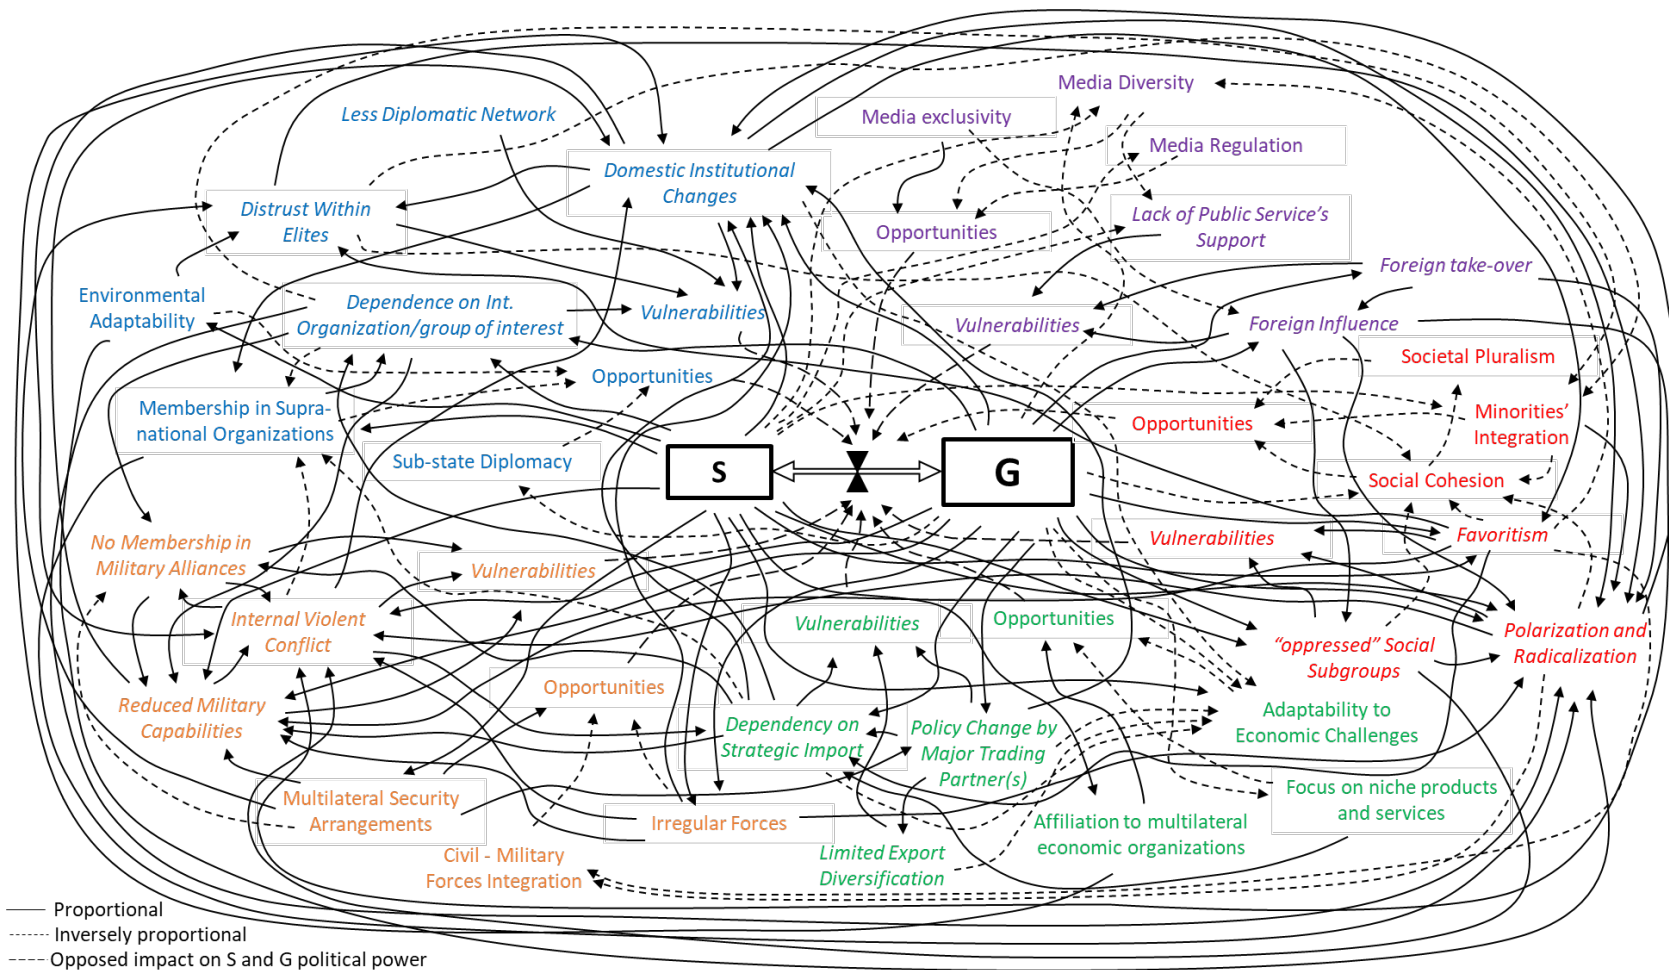 Media Diversity
Less Diplomatic Network
Media exclusivity
Media Regulation
Domestic Institutional
Changes
Distrust Within
Elites
Lack of Public Service's
Support
Opportunities
Foreign take-over
Environmental
Adaptability
Dependence on Int.
Organization/group of interest
Vulnerabilities
Vulnerabilities
Foreign Influence
Societal Pluralism
Opportunities
Membership in Supra-
national Organizations
Opportunities
Minorities'
Integration
Sub-state Diplomacy
S
G
Social Cohesion
No Membership in
Military Alliances
Vulnerabilities
Vulnerabilities
Favoritism
Internal Violent
Conflict
Vulnerabilities
Opportunities
"oppressed" Social
Subgroups
Polarization and
Radicalization
Reduced Military
Capabilities
Opportunities
Dependency on
Strategic Import
Policy Change by
Major Trading
Partner(s)
Adaptability to
Economic Challenges
Multilateral Security
Arrangements
Irregular Forces
Affiliation to multilateral
economic organizations
Focus on niche products
and services
Civil - Military
Forces Integration
Limited Export
Diversification
Proportional
Inversely proportional
Opposed impact on S and G political power